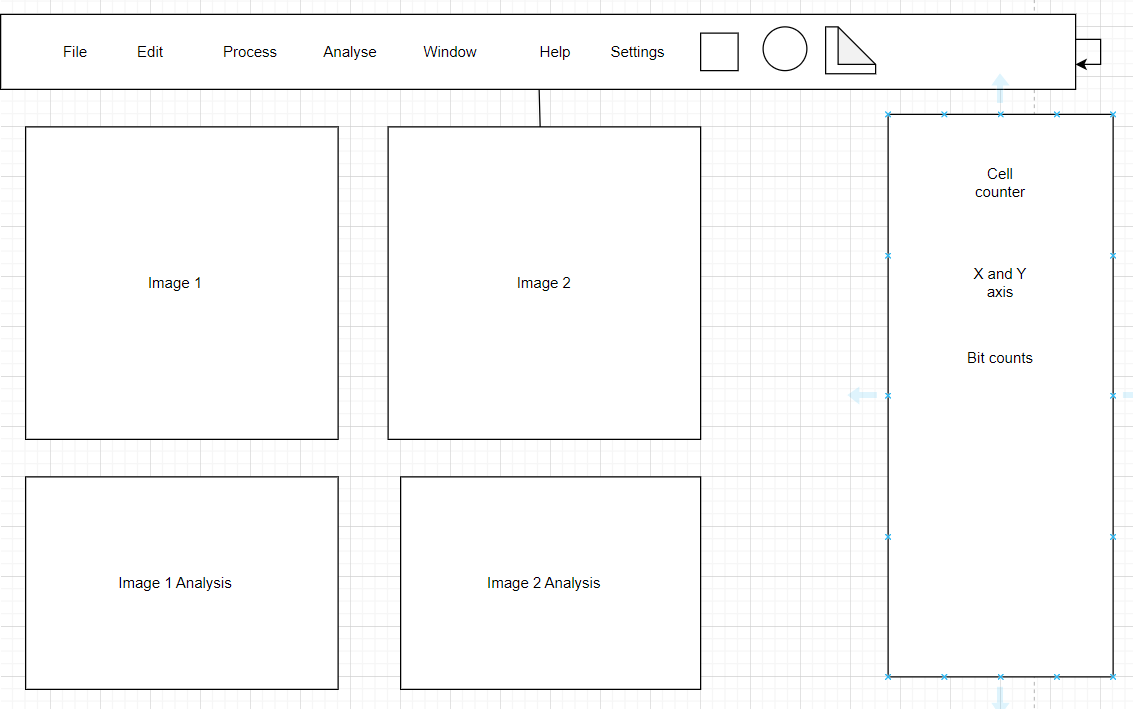 File Edit Process Analyse Window Help Settings
Image 1
Image 2
Cell
counter
X and Y
axis
Bit counts
Image 1 Analysis
Image 2 Analysis